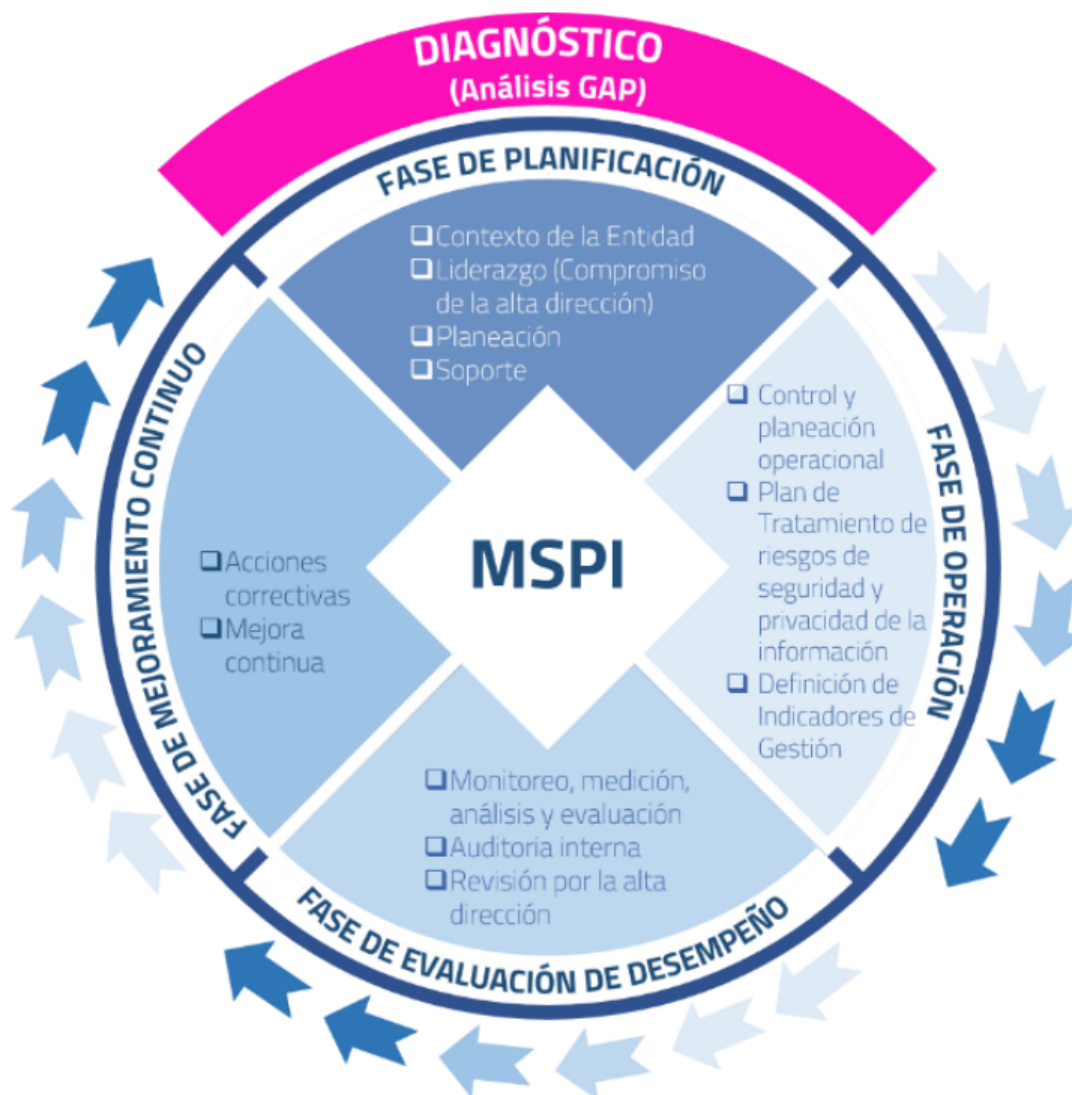 DIAGNÓSTICO
(Análisis GAP)
FASE DE PLANIFICACIÓN
❑Contexto de la Entidad
❑Liderazgo (Compromiso
de la alta dirección)
❑Planeación
❑Soporte
FASE DE OPERACIÓN
❑ Control y
planeación
operacional
❑ Plan de
Tratamiento de
riesgos de
seguridad y
privacidad de la
información
❑ Definición de
Indicadores de
Gestión
MSPI
FASE DE EVALUACIÓN DE DESEMPEÑO
❑Monitoreo, medición,
análisis y evaluación
❑Auditoria interna
❑Revisión por la alta
dirección
FASE DE MEJORAMIENTO CONTINUO
❑Acciones
correctivas
❑Mejora
continua